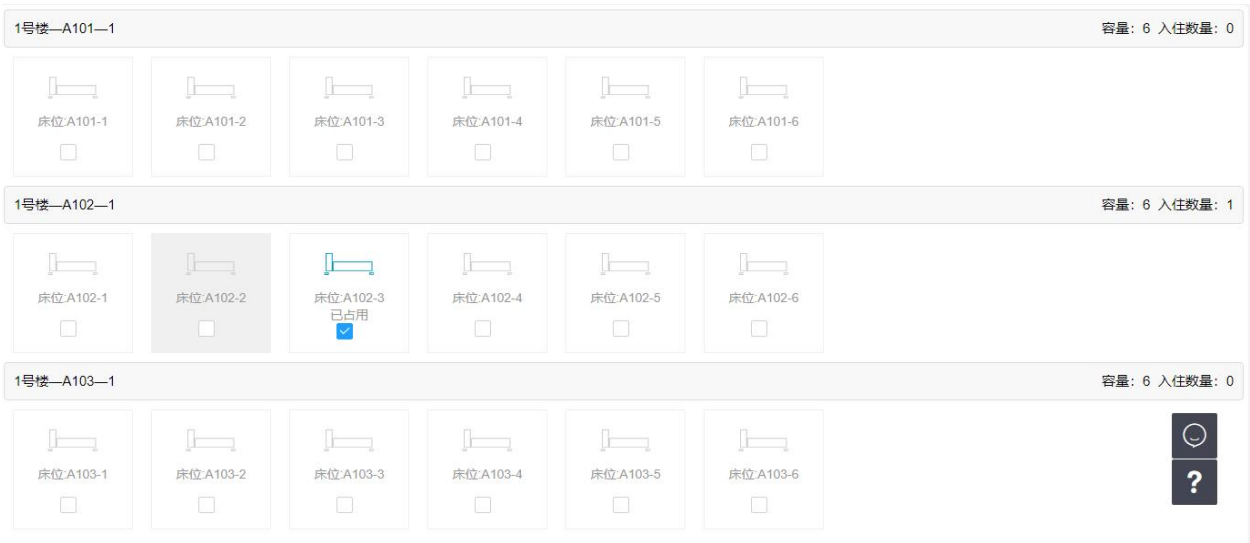 1号楼—A101—1 容量：6 入住数量：0
床位:A101-1 床位:A101-2 床位:A101-3 床位:A101-4 床位:A101-5 床位:A101-6
1号楼—A102—1 容量：6 入住数量：1
床位:A102-1 床位:A102-2 床位:A102-3 床位:A102-4 床位:A102-5 床位:A102-6
已占用
1号楼—A103—1 容量：6 入住数量：0
床位:A103-1 床位:A103-2 床位:A103-3 床位:A103-4 床位:A103-5 床位:A103-6
?